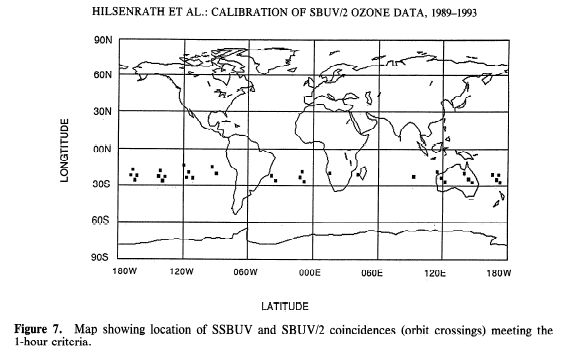 HILSENRATH ET AL.: CALIBRATION OF SBUV/2 OZONE DATA, 1989–1993
90N
60N
30N
00N
30S
60S
90S
LONGTITUDE
180W 120W 060W 000E 060E 120E 180W
LATITUDE
Figure 7. Map showing location of SSBUV and SBUV/2 coincidences (orbit crossings) meeting the
1-hour criteria.